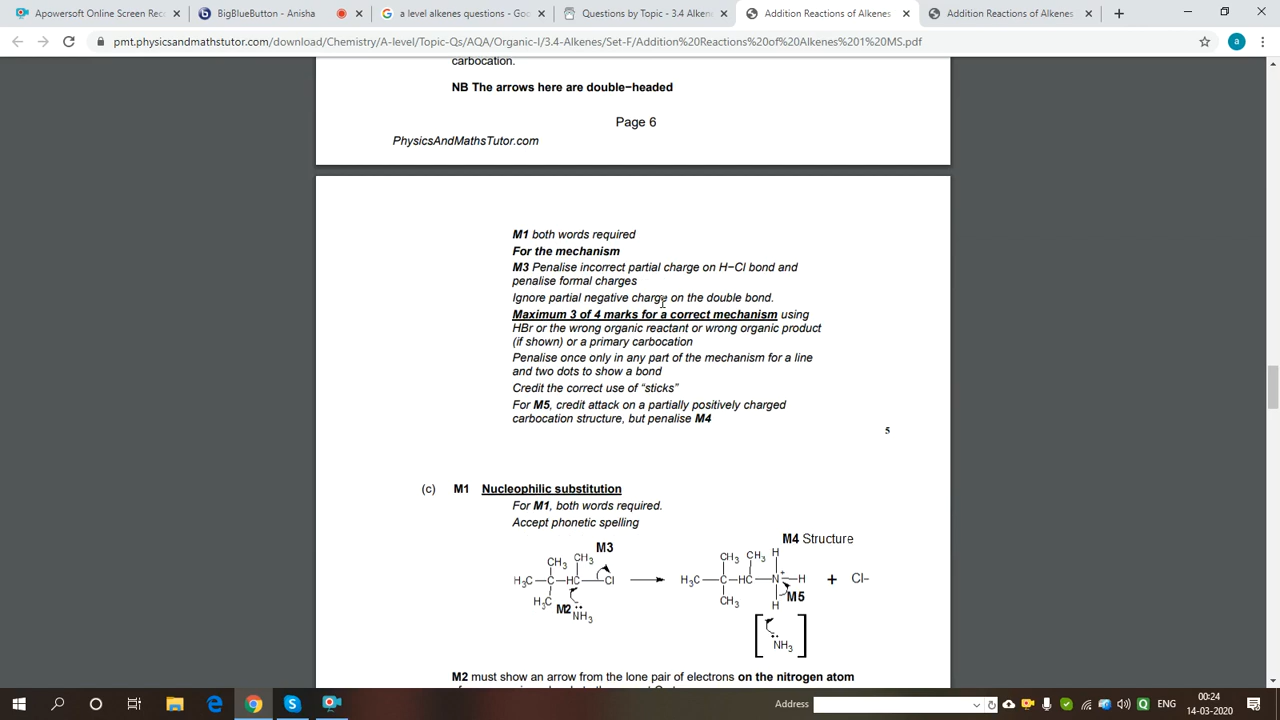 Apowersoft Online Screen Reco
BigBlueButton - Anisha
a level alkenes questions - Goo
Questions by Topic - 3.4 Alkene
Addition Reactions of Alkenes
Addition Reactions of Alkenes
pmt.physicsandmathstutor.com/download/Chemistry/A-level/Topic-Qs/AQA/Organic-I/3.4-Alkenes/Set-F/Addition%20Reactions%20of%20Alkenes%201%20MS.pdf
a
carbocation.
NB The arrows here are double−headed
Page 6
PhysicsAndMathsTutor.com
M1 both words required
For the mechanism
M3 Penalise incorrect partial charge on H−Cl bond and
penalise formal charges
Ignore partial negative charge on the double bond.
Maximum 3 of 4 marks for a correct mechanism using
HBr or the wrong organic reactant or wrong organic product
(if shown) or a primary carbocation
Penalise once only in any part of the mechanism for a line
and two dots to show a bond
Credit the correct use of “sticks”
For M5, credit attack on a partially positively charged
carbocation structure, but penalise M4
5
(c) M1 Nucleophilic substitution
For M1, both words required.
Accept phonetic spelling
M4 Structure
M3
CH3 CH3
H3C—C—HC—Cl
H3C
M2 NH3
CH3 CH3 H
H3C—C—HC—N+—H + Cl–
CH3 H M5
NH3
M2 must show an arrow from the lone pair of electrons on the nitrogen atom
Address
ENG
00:24
14-03-2020